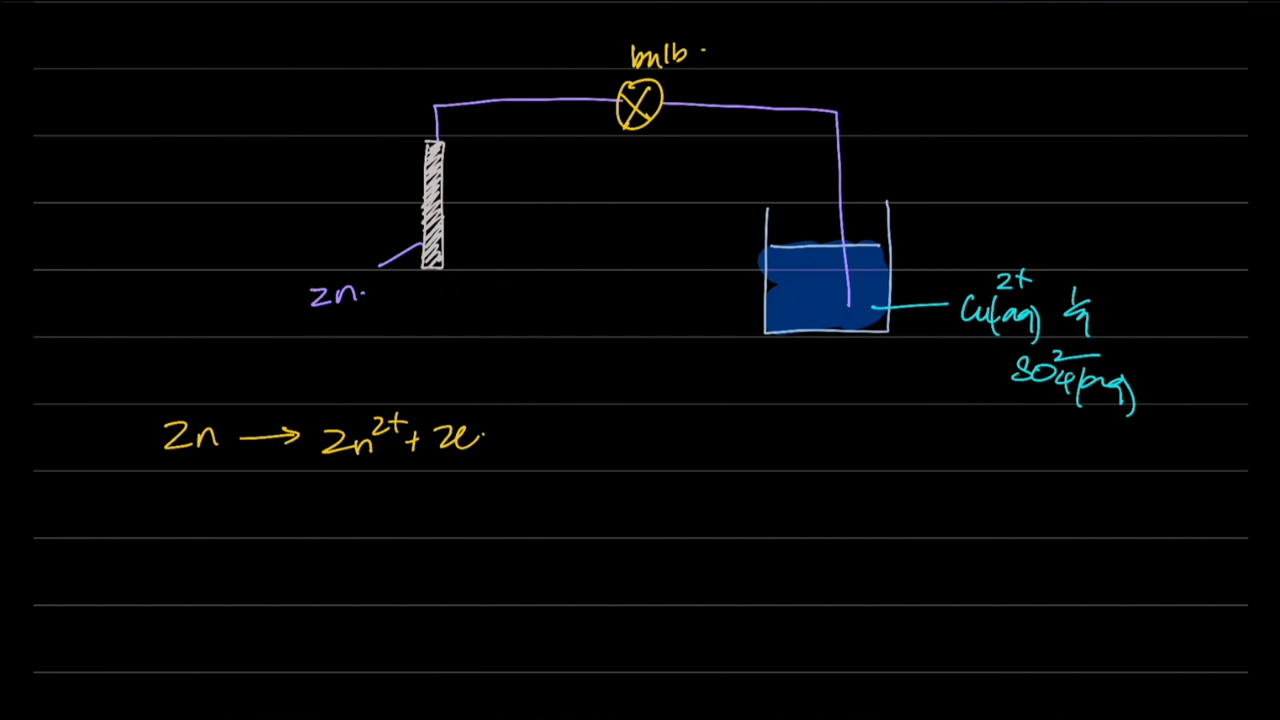 bulb.
Zn.
Cu²⁺(aq) &
SO₄²⁻(aq)
Zn → Zn²⁺ + 2e.